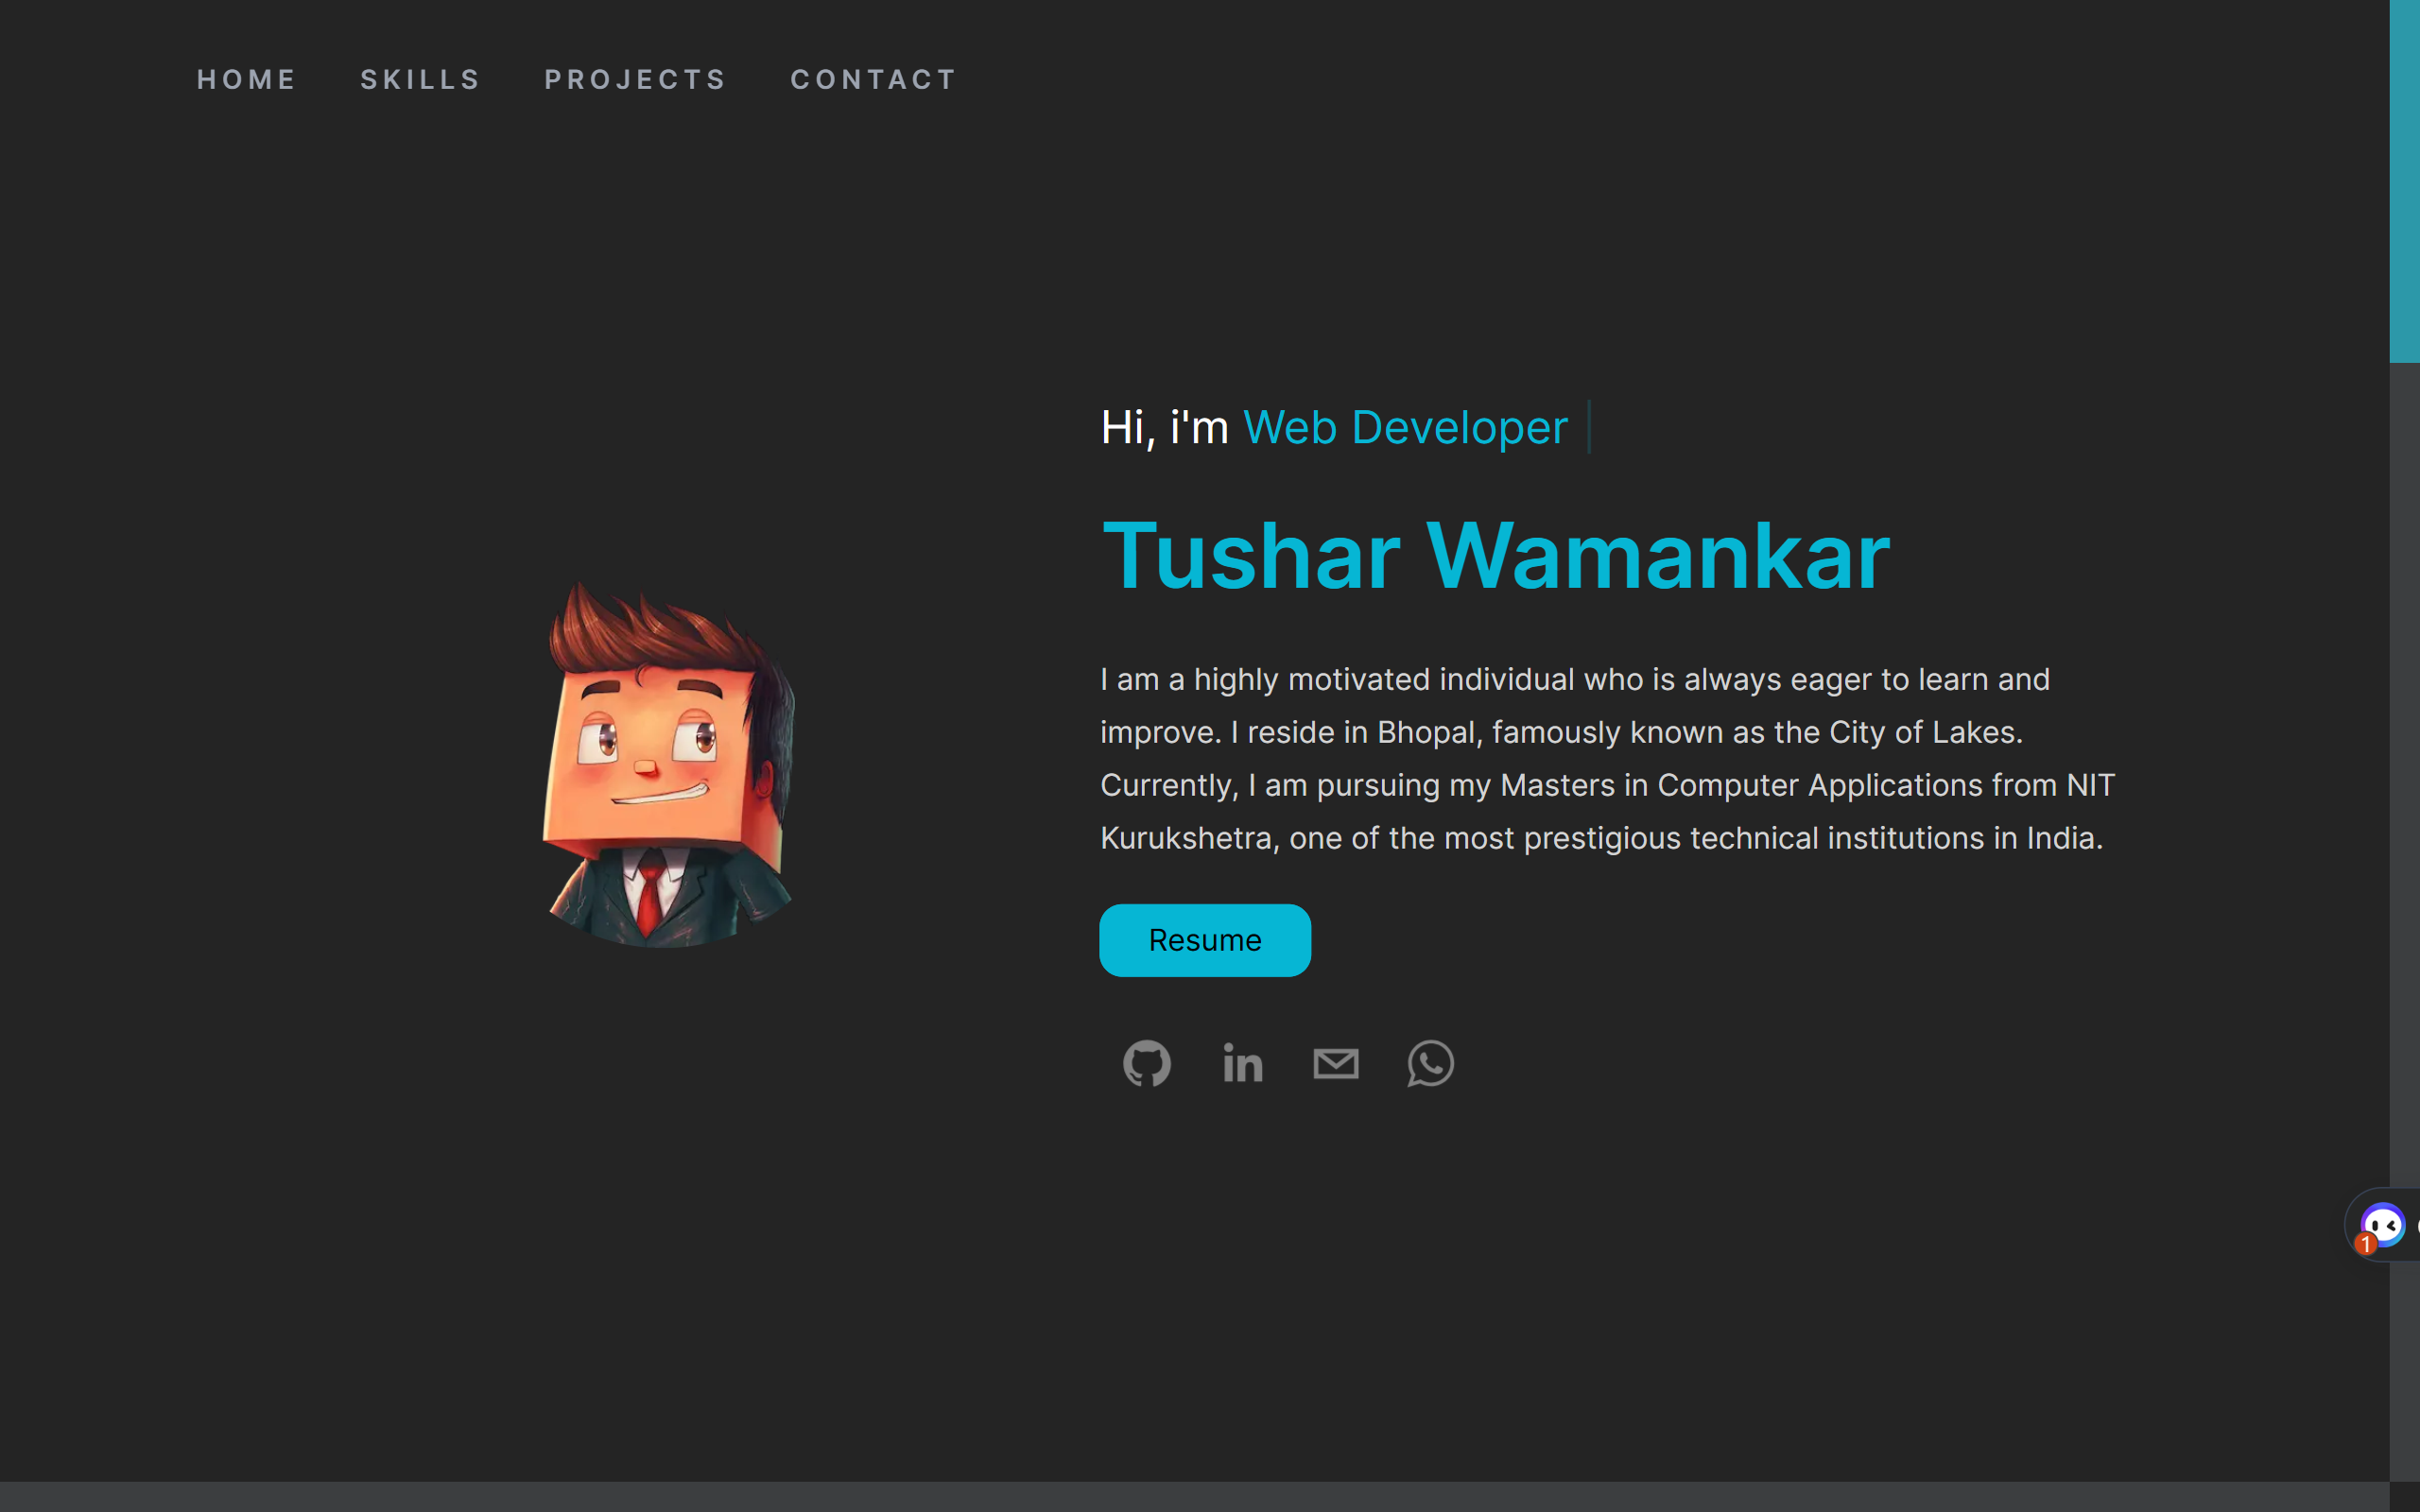 HOME SKILLS PROJECTS CONTACT
Hi, i'm Web Developer
Tushar Wamankar
I am a highly motivated individual who is always eager to learn and
improve. I reside in Bhopal, famously known as the City of Lakes.
Currently, I am pursuing my Masters in Computer Applications from NIT
Kurukshetra, one of the most prestigious technical institutions in India.
Resume
in
1